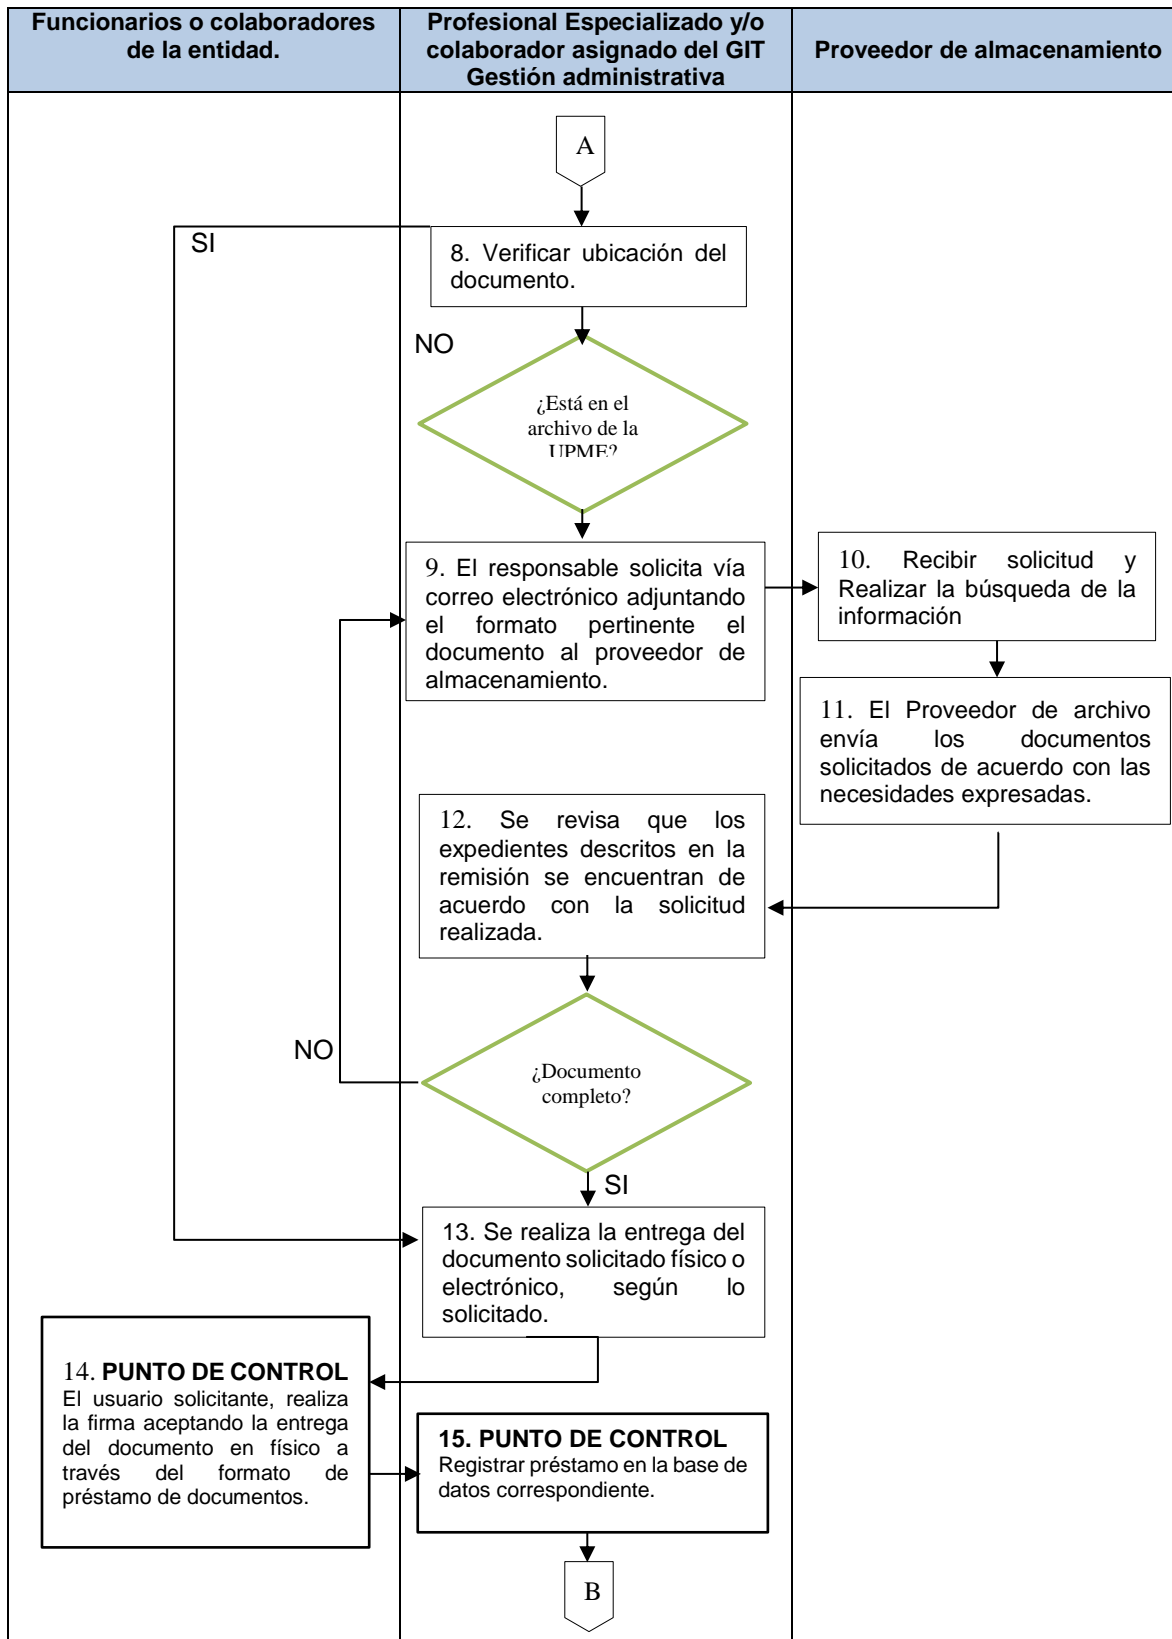 Funcionarios o colaboradores
de la entidad.
Profesional Especializado y/o
colaborador asignado del GIT
Gestión administrativa
Proveedor de almacenamiento
A
SI
8. Verificar ubicación del
documento.
NO
¿Está en el
archivo de la
UPME?
9. El responsable solicita vía
correo electrónico adjuntando
el formato pertinente el
documento al proveedor de
almacenamiento.
10. Recibir solicitud y
Realizar la búsqueda de la
información
11. El Proveedor de archivo
envía los documentos
solicitados de acuerdo con las
necesidades expresadas.
12. Se revisa que los
expedientes descritos en la
remisión se encuentran de
acuerdo con la solicitud
realizada.
NO
¿Documento
completo?
SI
13. Se realiza la entrega del
documento solicitado físico o
electrónico, según lo
solicitado.
14. PUNTO DE CONTROL
El usuario solicitante, realiza
la firma aceptando la entrega
del documento en físico a
través del formato de
préstamo de documentos.
15. PUNTO DE CONTROL
Registrar préstamo en la base de
datos correspondiente.
B